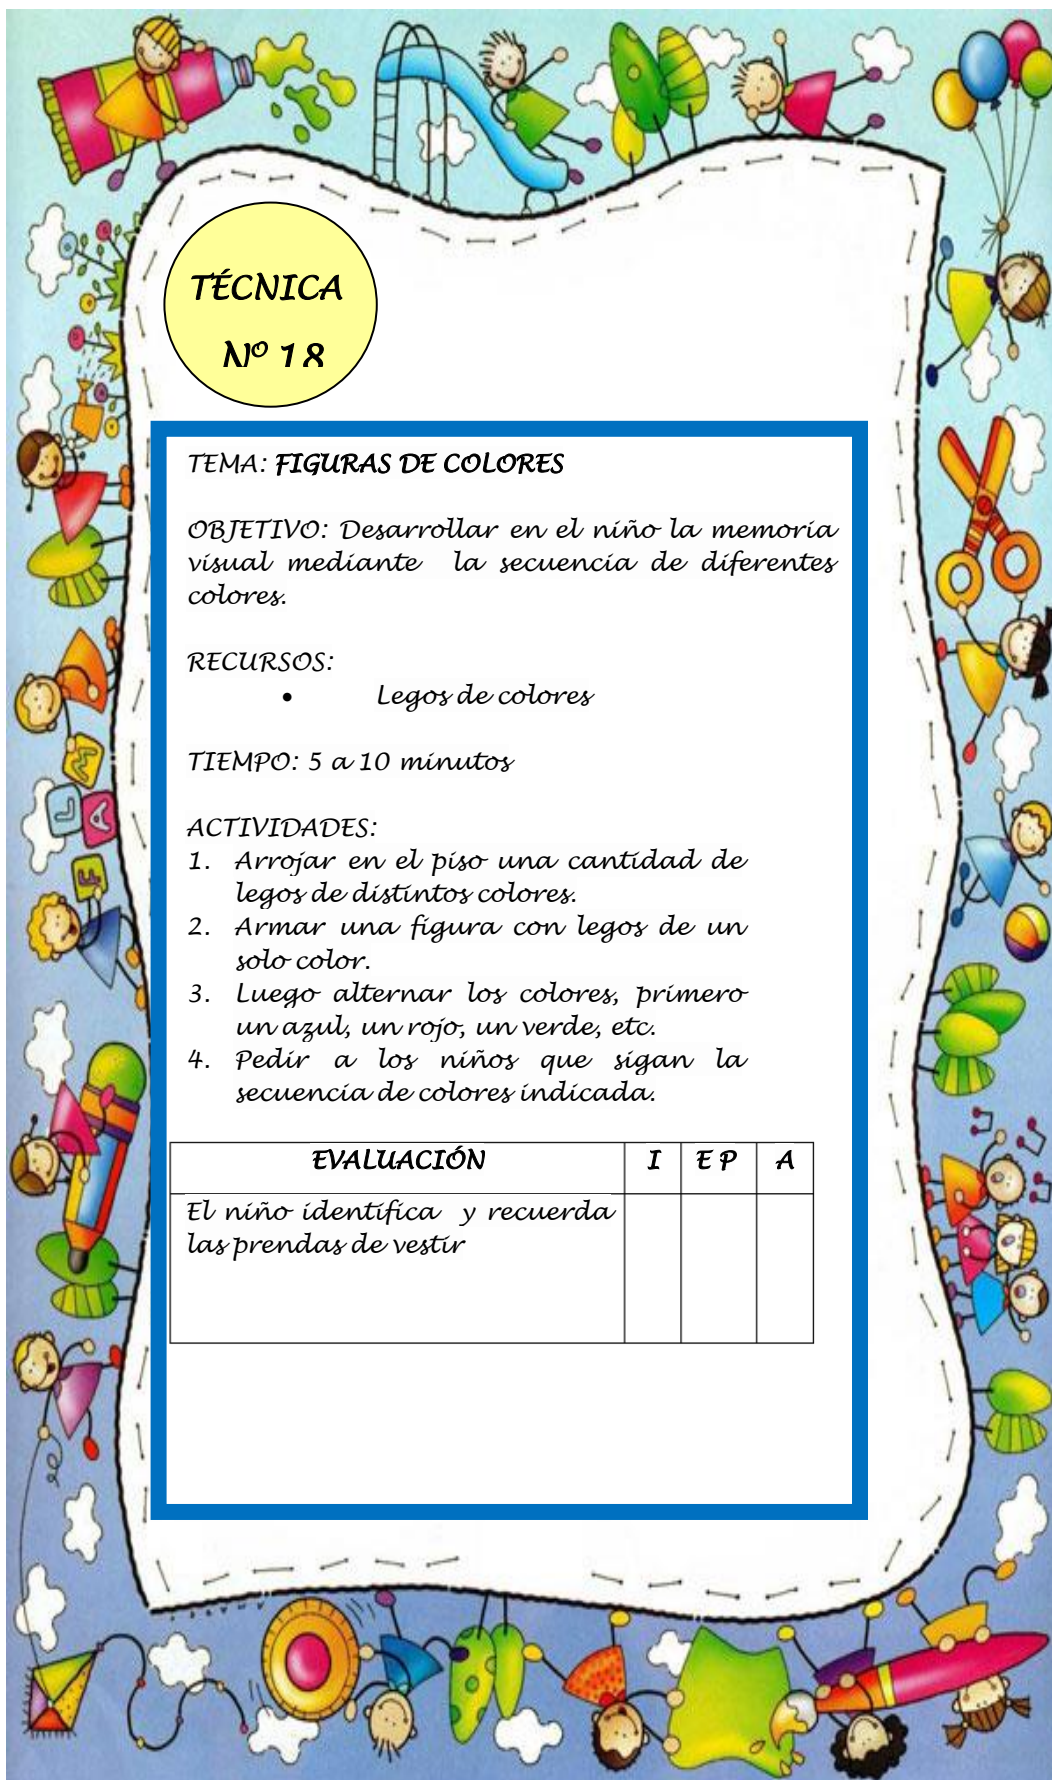 TÉCNICA
Nº 18
TEMA: FIGURAS DE COLORES
OBJETIVO: Desarrollar en el niño la memoria
visual mediante la secuencia de diferentes
colores.
RECURSOS:
• Legos de colores
TIEMPO: 5 a 10 minutos
ACTIVIDADES:
1. Arrojar en el piso una cantidad de
legos de distintos colores.
2. Armar una figura con legos de un
solo color.
3. Luego alternar los colores, primero
un azul, un rojo, un verde, etc.
4. Pedir a los niños que sigan la
secuencia de colores indicada.
EVALUACIÓN I E P A
El niño identifica y recuerda
las prendas de vestir
M
L
A
F